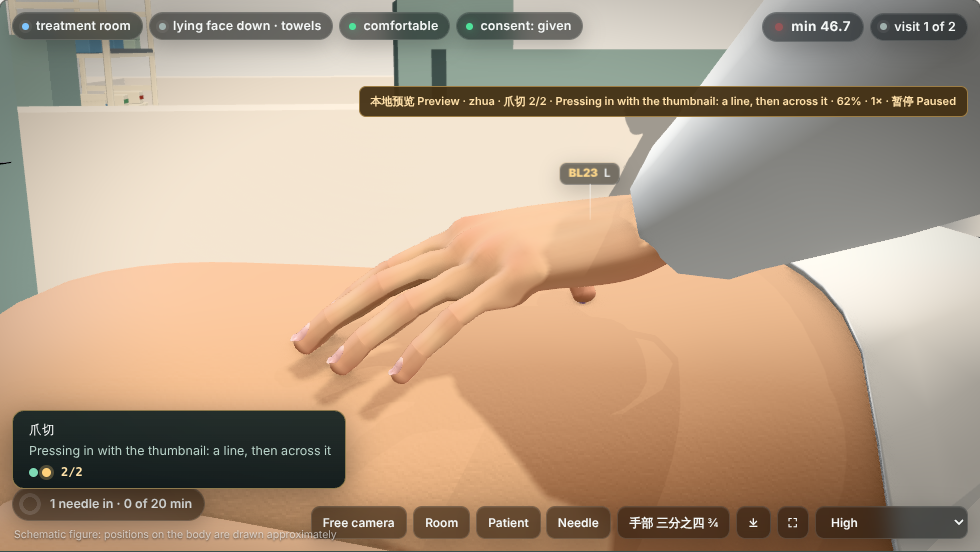 treatment room
lying face down · towels
comfortable
consent: given
min 46.7
visit 1 of 2
本地预览 Preview · zhua · 爪切 2/2 · Pressing in with the thumbnail: a line, then across it · 62% · 1× · 暂停 Paused
BL23 L
爪切
Pressing in with the thumbnail: a line, then across it
2/2
1 needle in · 0 of 20 min
Schematic figure: positions on the body are drawn approximately
Free camera
Room
Patient
Needle
手部 三分之四 ¾
High